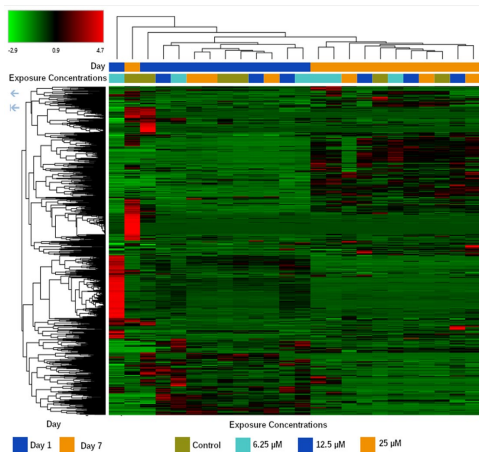 -2.9 0.9 4.7
Day
Exposure Concentrations
Day Exposure Concentrations
Day 1 Day 7 Control 6.25 µM 12.5 µM 25 µM